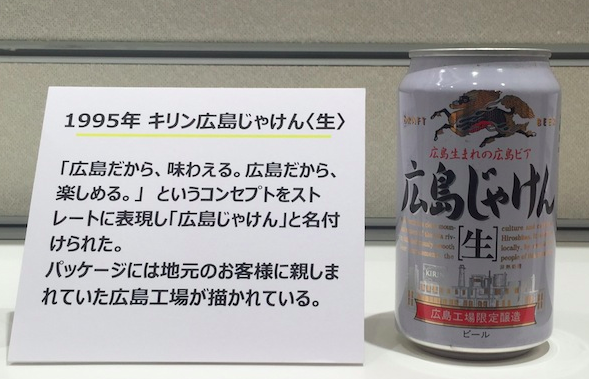 1995年 キリン広島じゃけん〈生〉
「広島だから、味わえる。広島だから、
楽しめる。」というコンセプトをスト
レートに表現し「広島じゃけん」と名付
けられた。
パッケージには地元のお客様に親しま
れていた広島工場が描かれている。
BEER
広島生まれの広島ビア
広島じゃけん
[生]
culture and
Hiroshima
locally,
people of
KIRIN
広島工場限定醸造
ビール